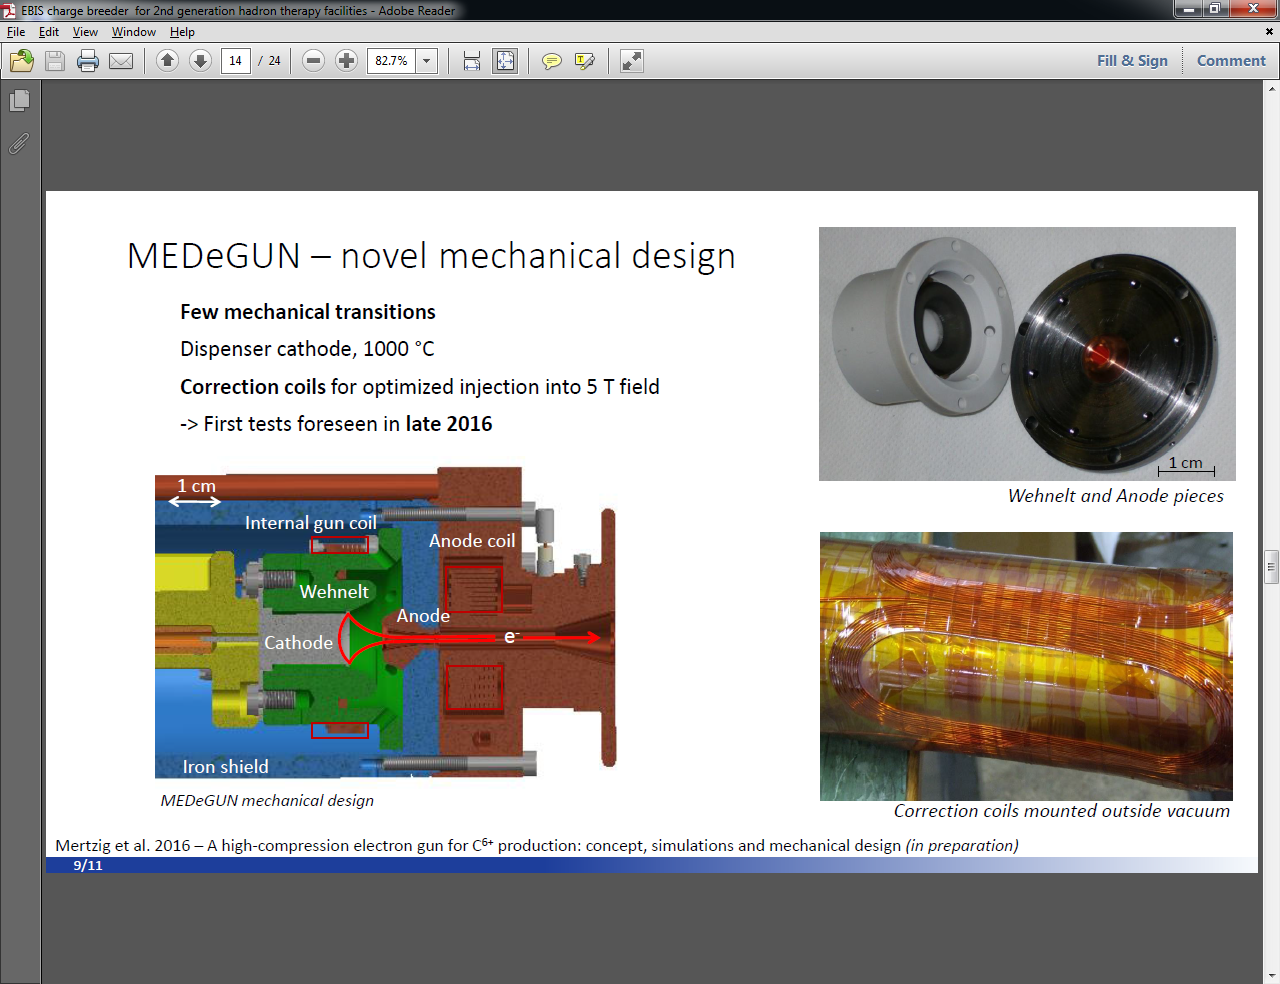 EBIS charge breeder  for 2nd generation hadron therapy facilities - Adobe Reader
File Edit View Window Help
14 / 24 82.7% Fill & Sign Comment
MEDeGUN – novel mechanical design
Few mechanical transitions
Dispenser cathode, 1000 °C
Correction coils for optimized injection into 5 T field
-> First tests foreseen in late 2016
1 cm
Wehnelt and Anode pieces
1 cm
Internal gun coil
Anode coil
Wehnelt
Anode
e-
Cathode
Iron shield
MEDeGUN mechanical design
Correction coils mounted outside vacuum
Mertzig et al. 2016 – A high-compression electron gun for C6+ production: concept, simulations and mechanical design (in preparation)
9/11